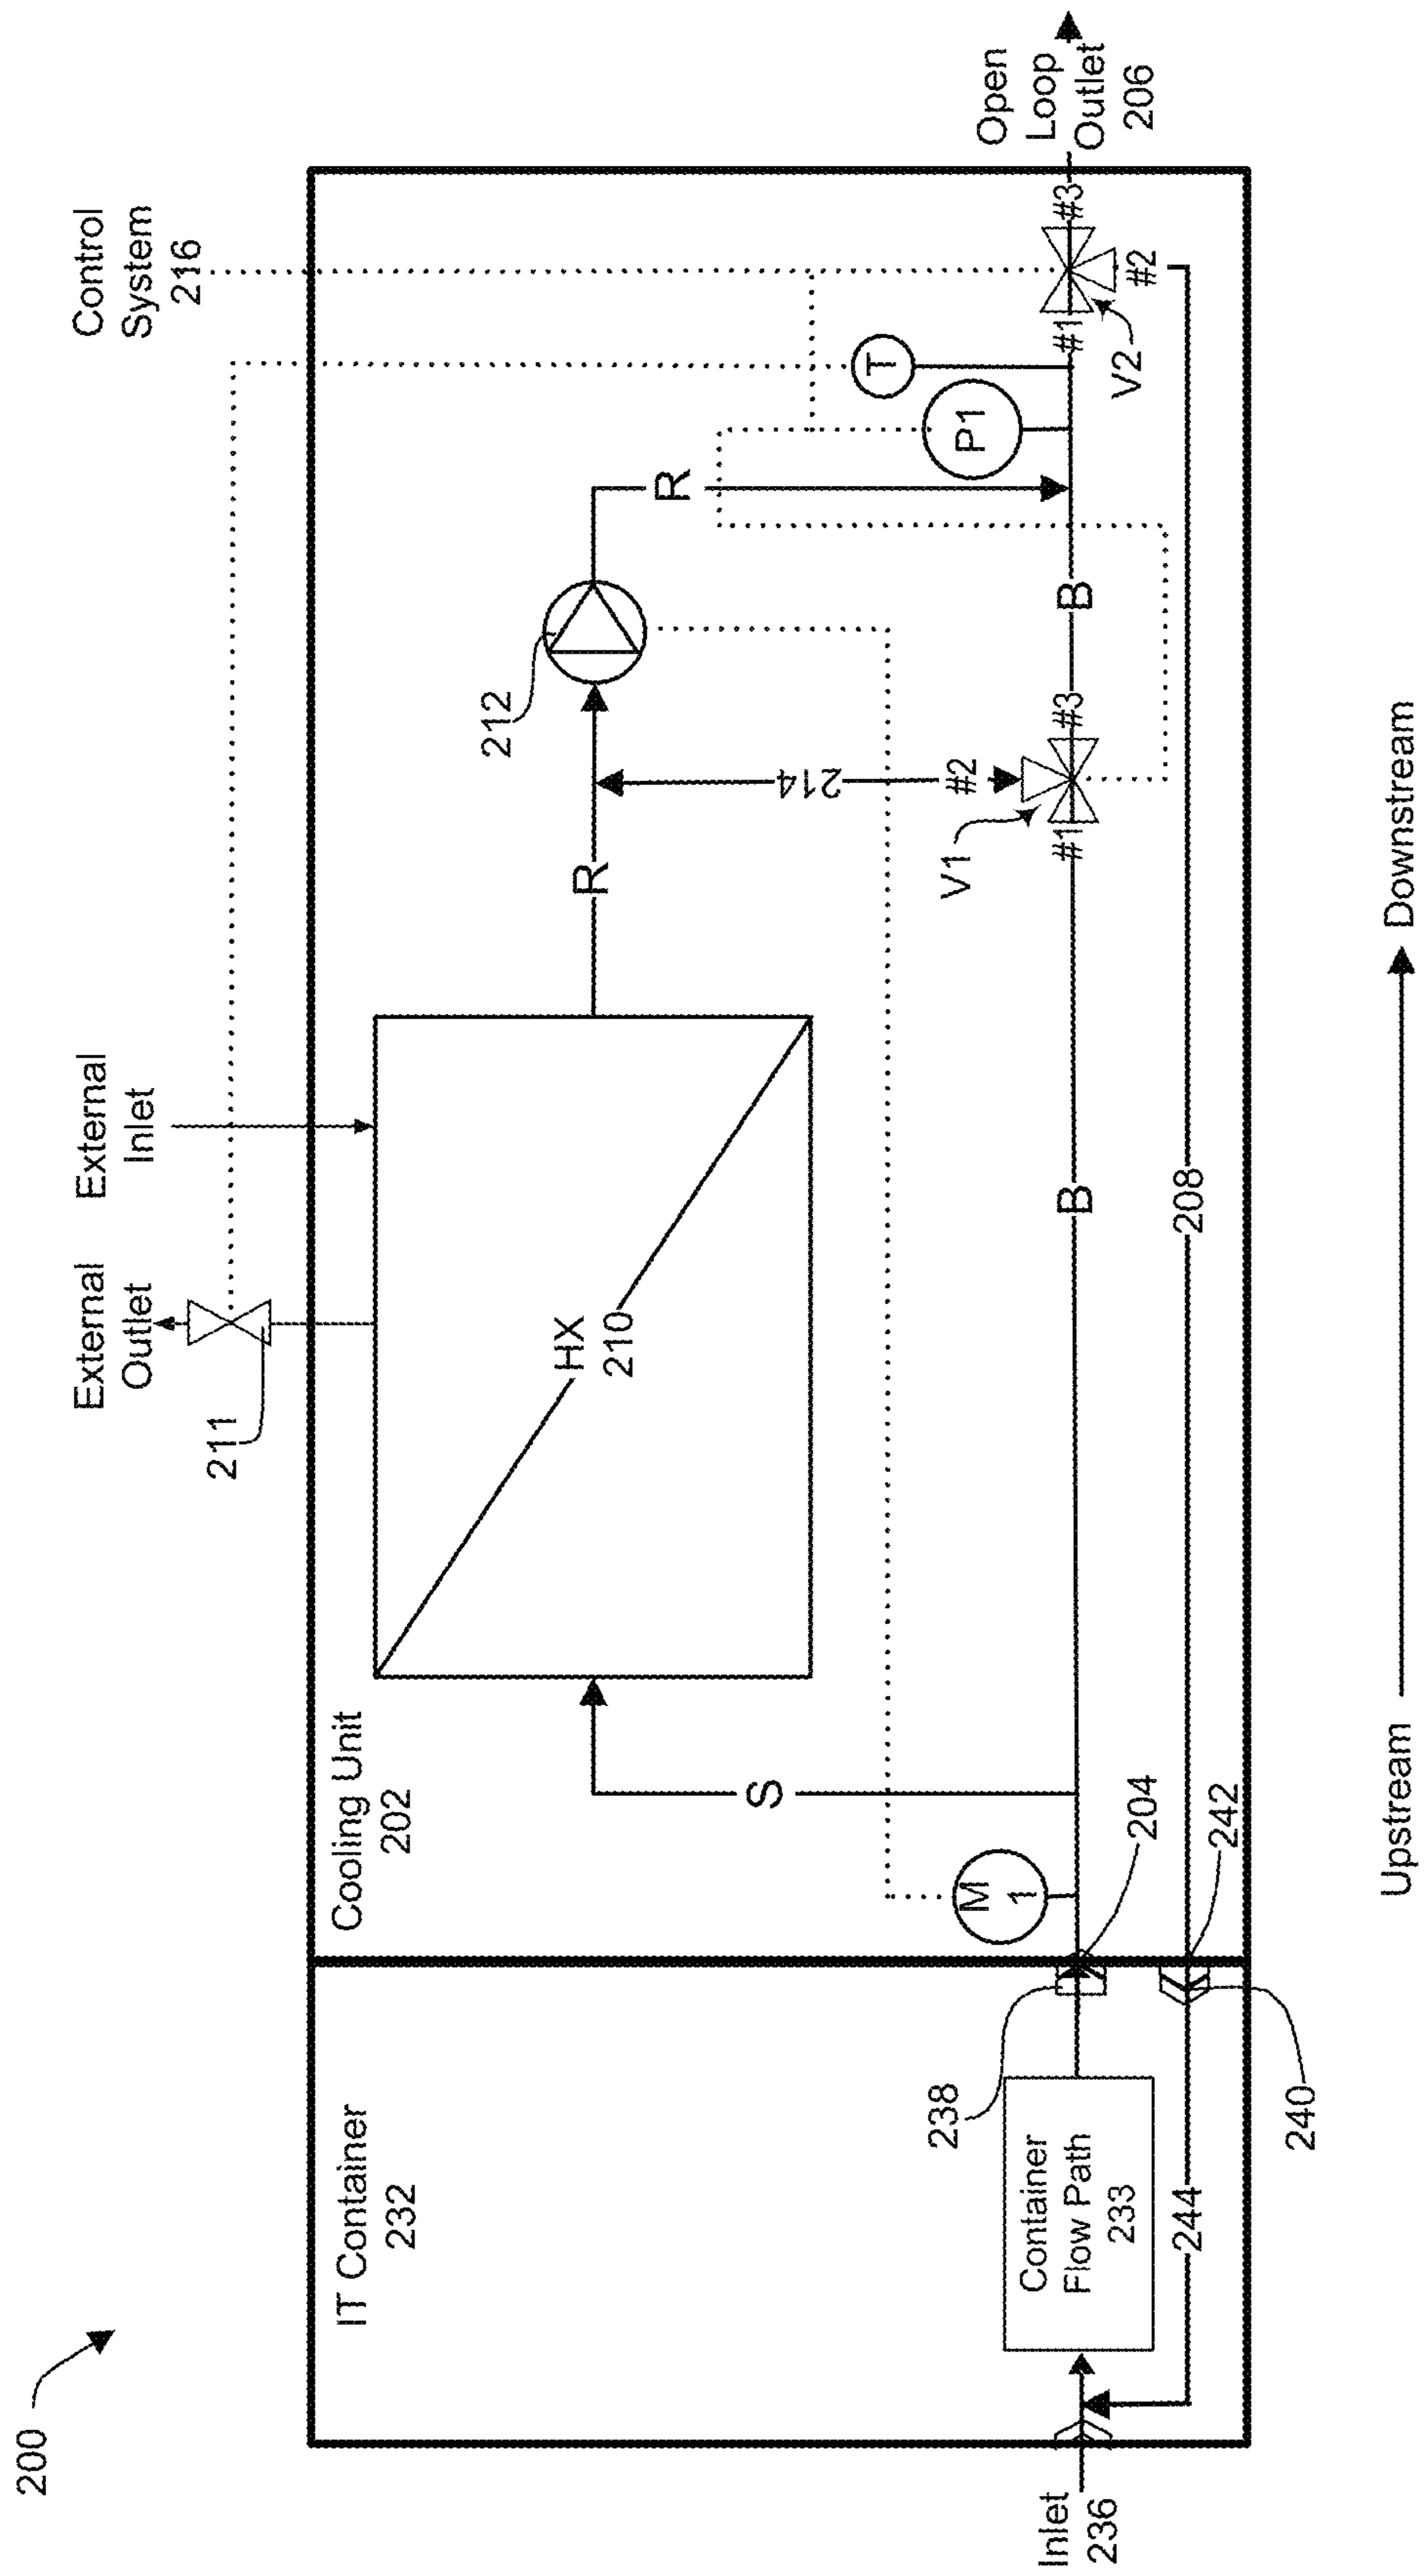 200
Control
System
216
External
Inlet
External
Outlet
211
Open
Loop
Outlet
206
Cooling Unit
202
HX
210
212
R
R
S
214
T
P1
M
1
V1
#1
#2
#3
V2
#1
#2
#3
B
B
208
204
242
IT Container
232
Container
Flow Path
233
238
240
244
Inlet
236
Upstream
Downstream